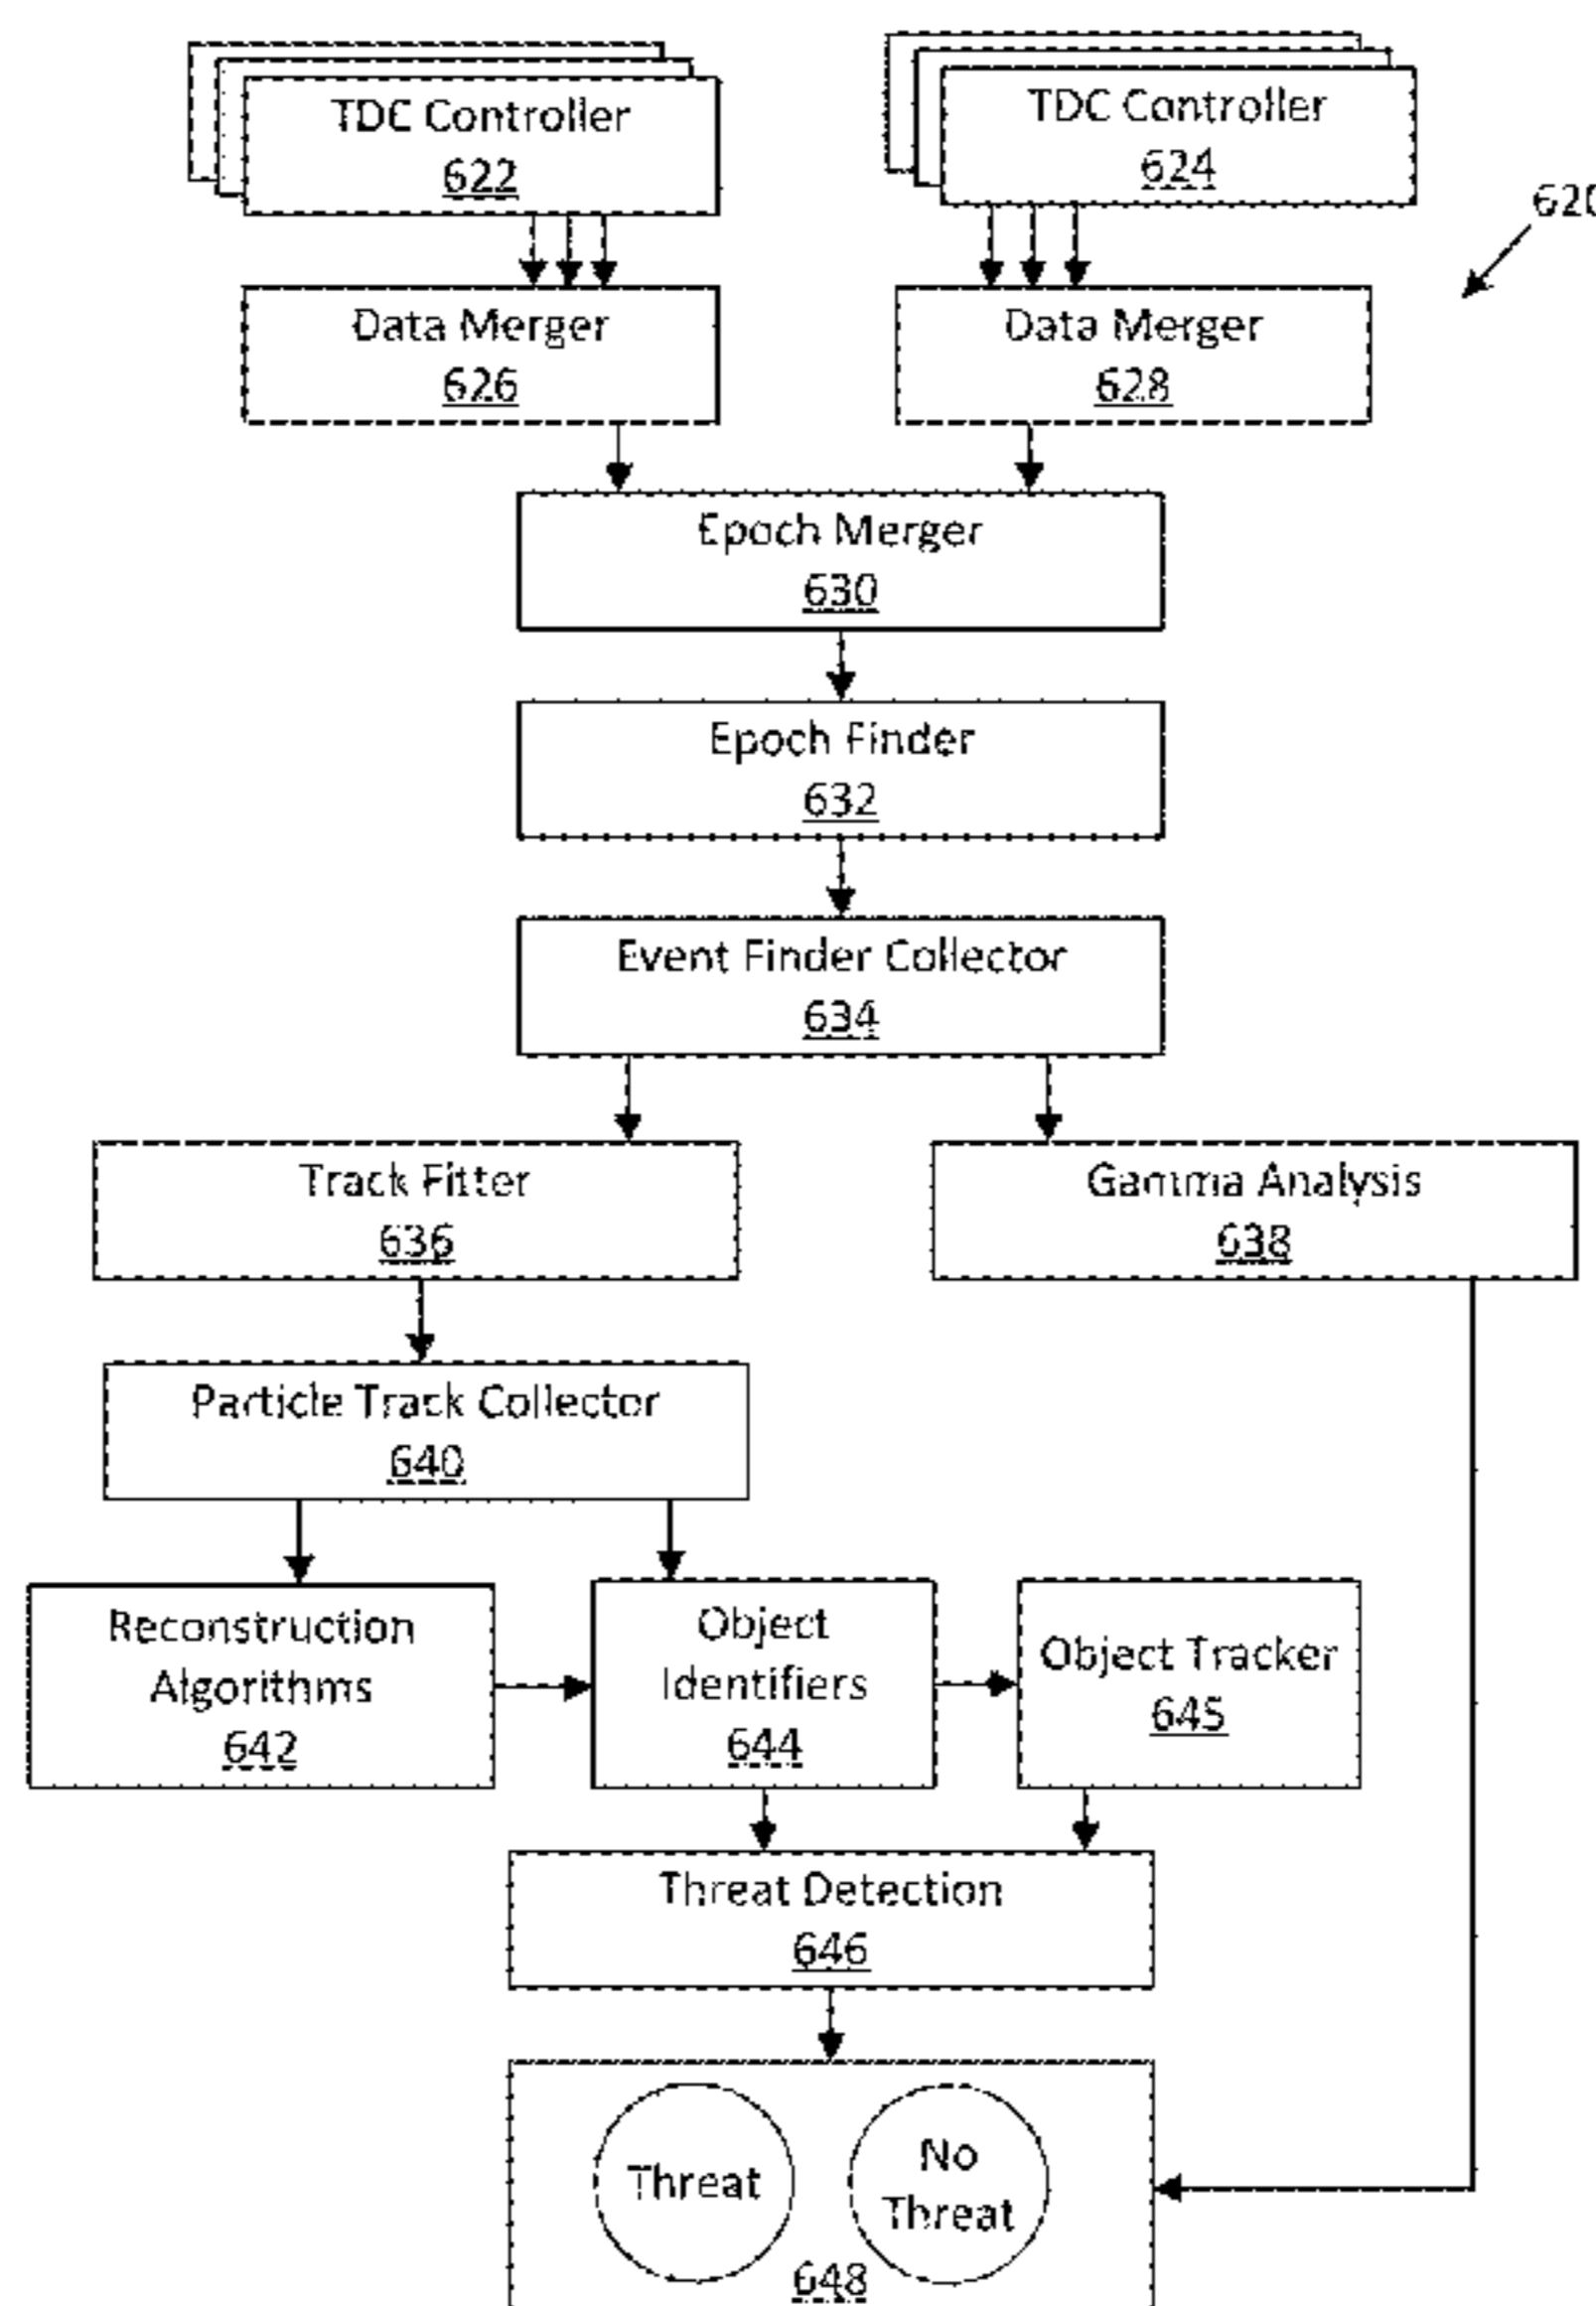 TDC Controller
622
TDC Controller
624
620
Data Merger
626
Data Merger
628
Epoch Merger
630
Epoch Finder
632
Event Finder Collector
634
Track Fitter
636
Gamma Analysis
638
Particle Track Collector
640
Reconstruction
Algorithms
642
Object
Identifiers
644
Object Tracker
645
Threat Detection
646
Threat
No
Threat
648